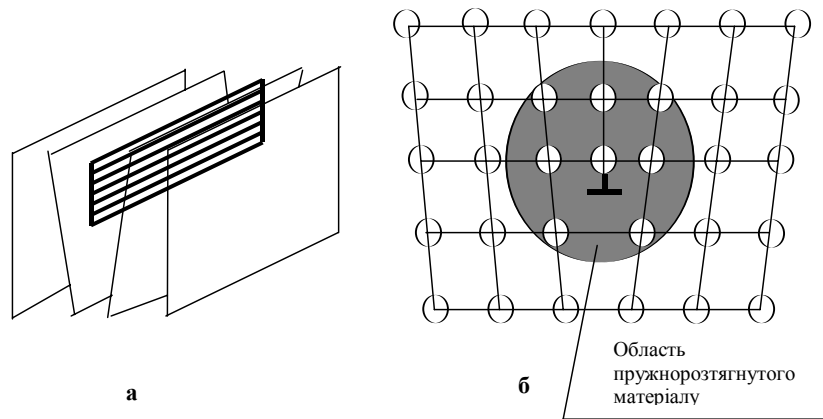 Область
пружнорозтягнутого
матеріалу
а
б